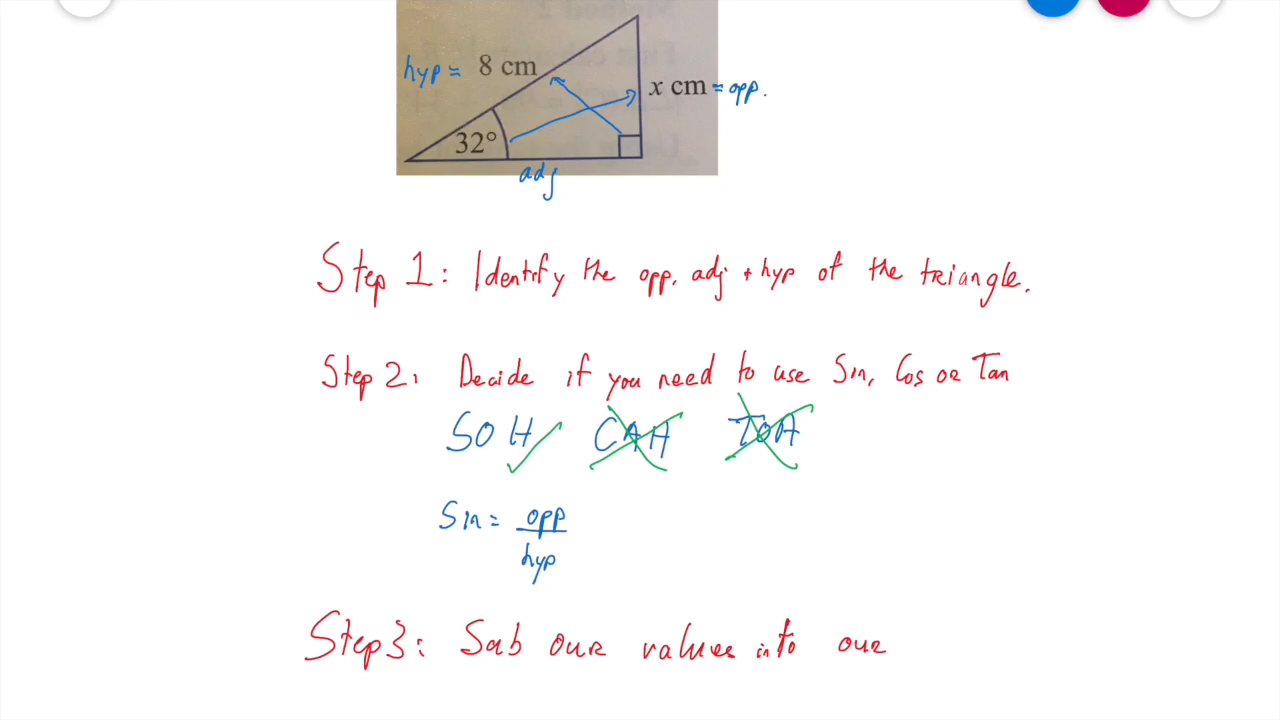 hyp = 8 cm
x cm = opp.
32°
adj
Step 1: Identify the opp, adj + hyp of the triangle.
Step 2: Decide if you need to use Sin, Cos or Tan
SOH CAH TOA
Sin = opp
hyp
Step 3: Sub our values into our